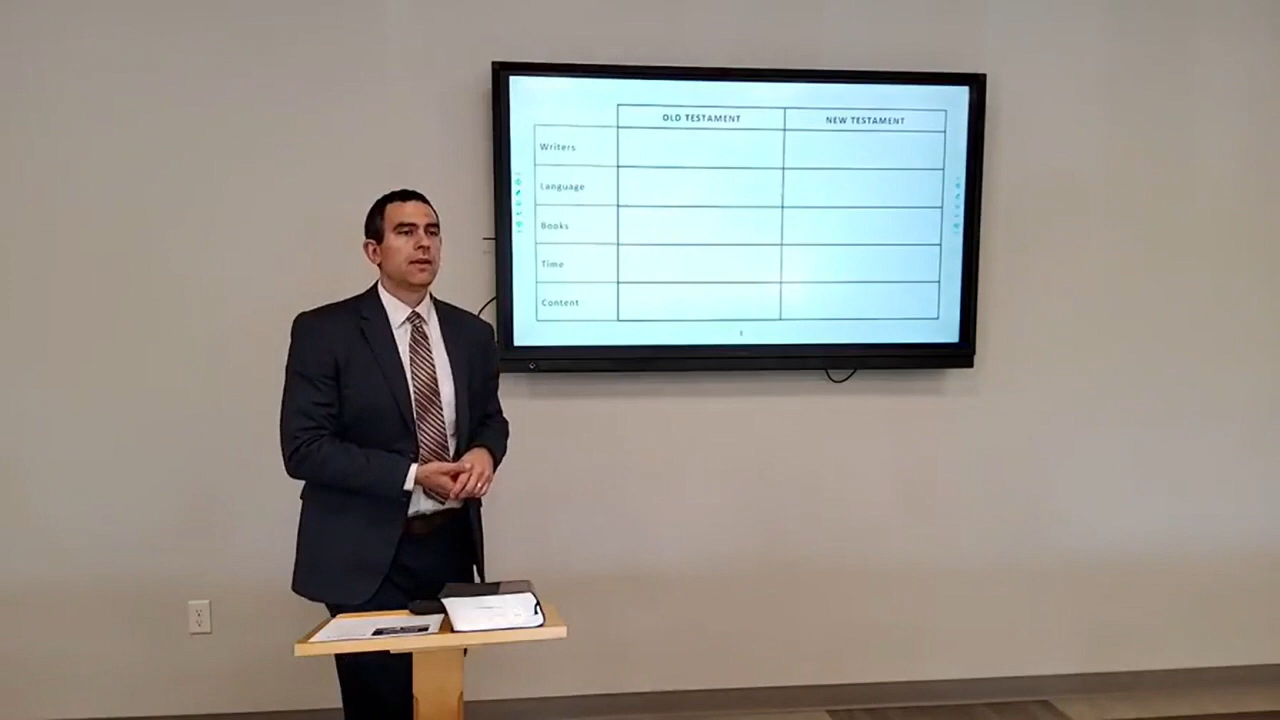 OLD TESTAMENT NEW TESTAMENT
Writers
Language
Books
Time
Content